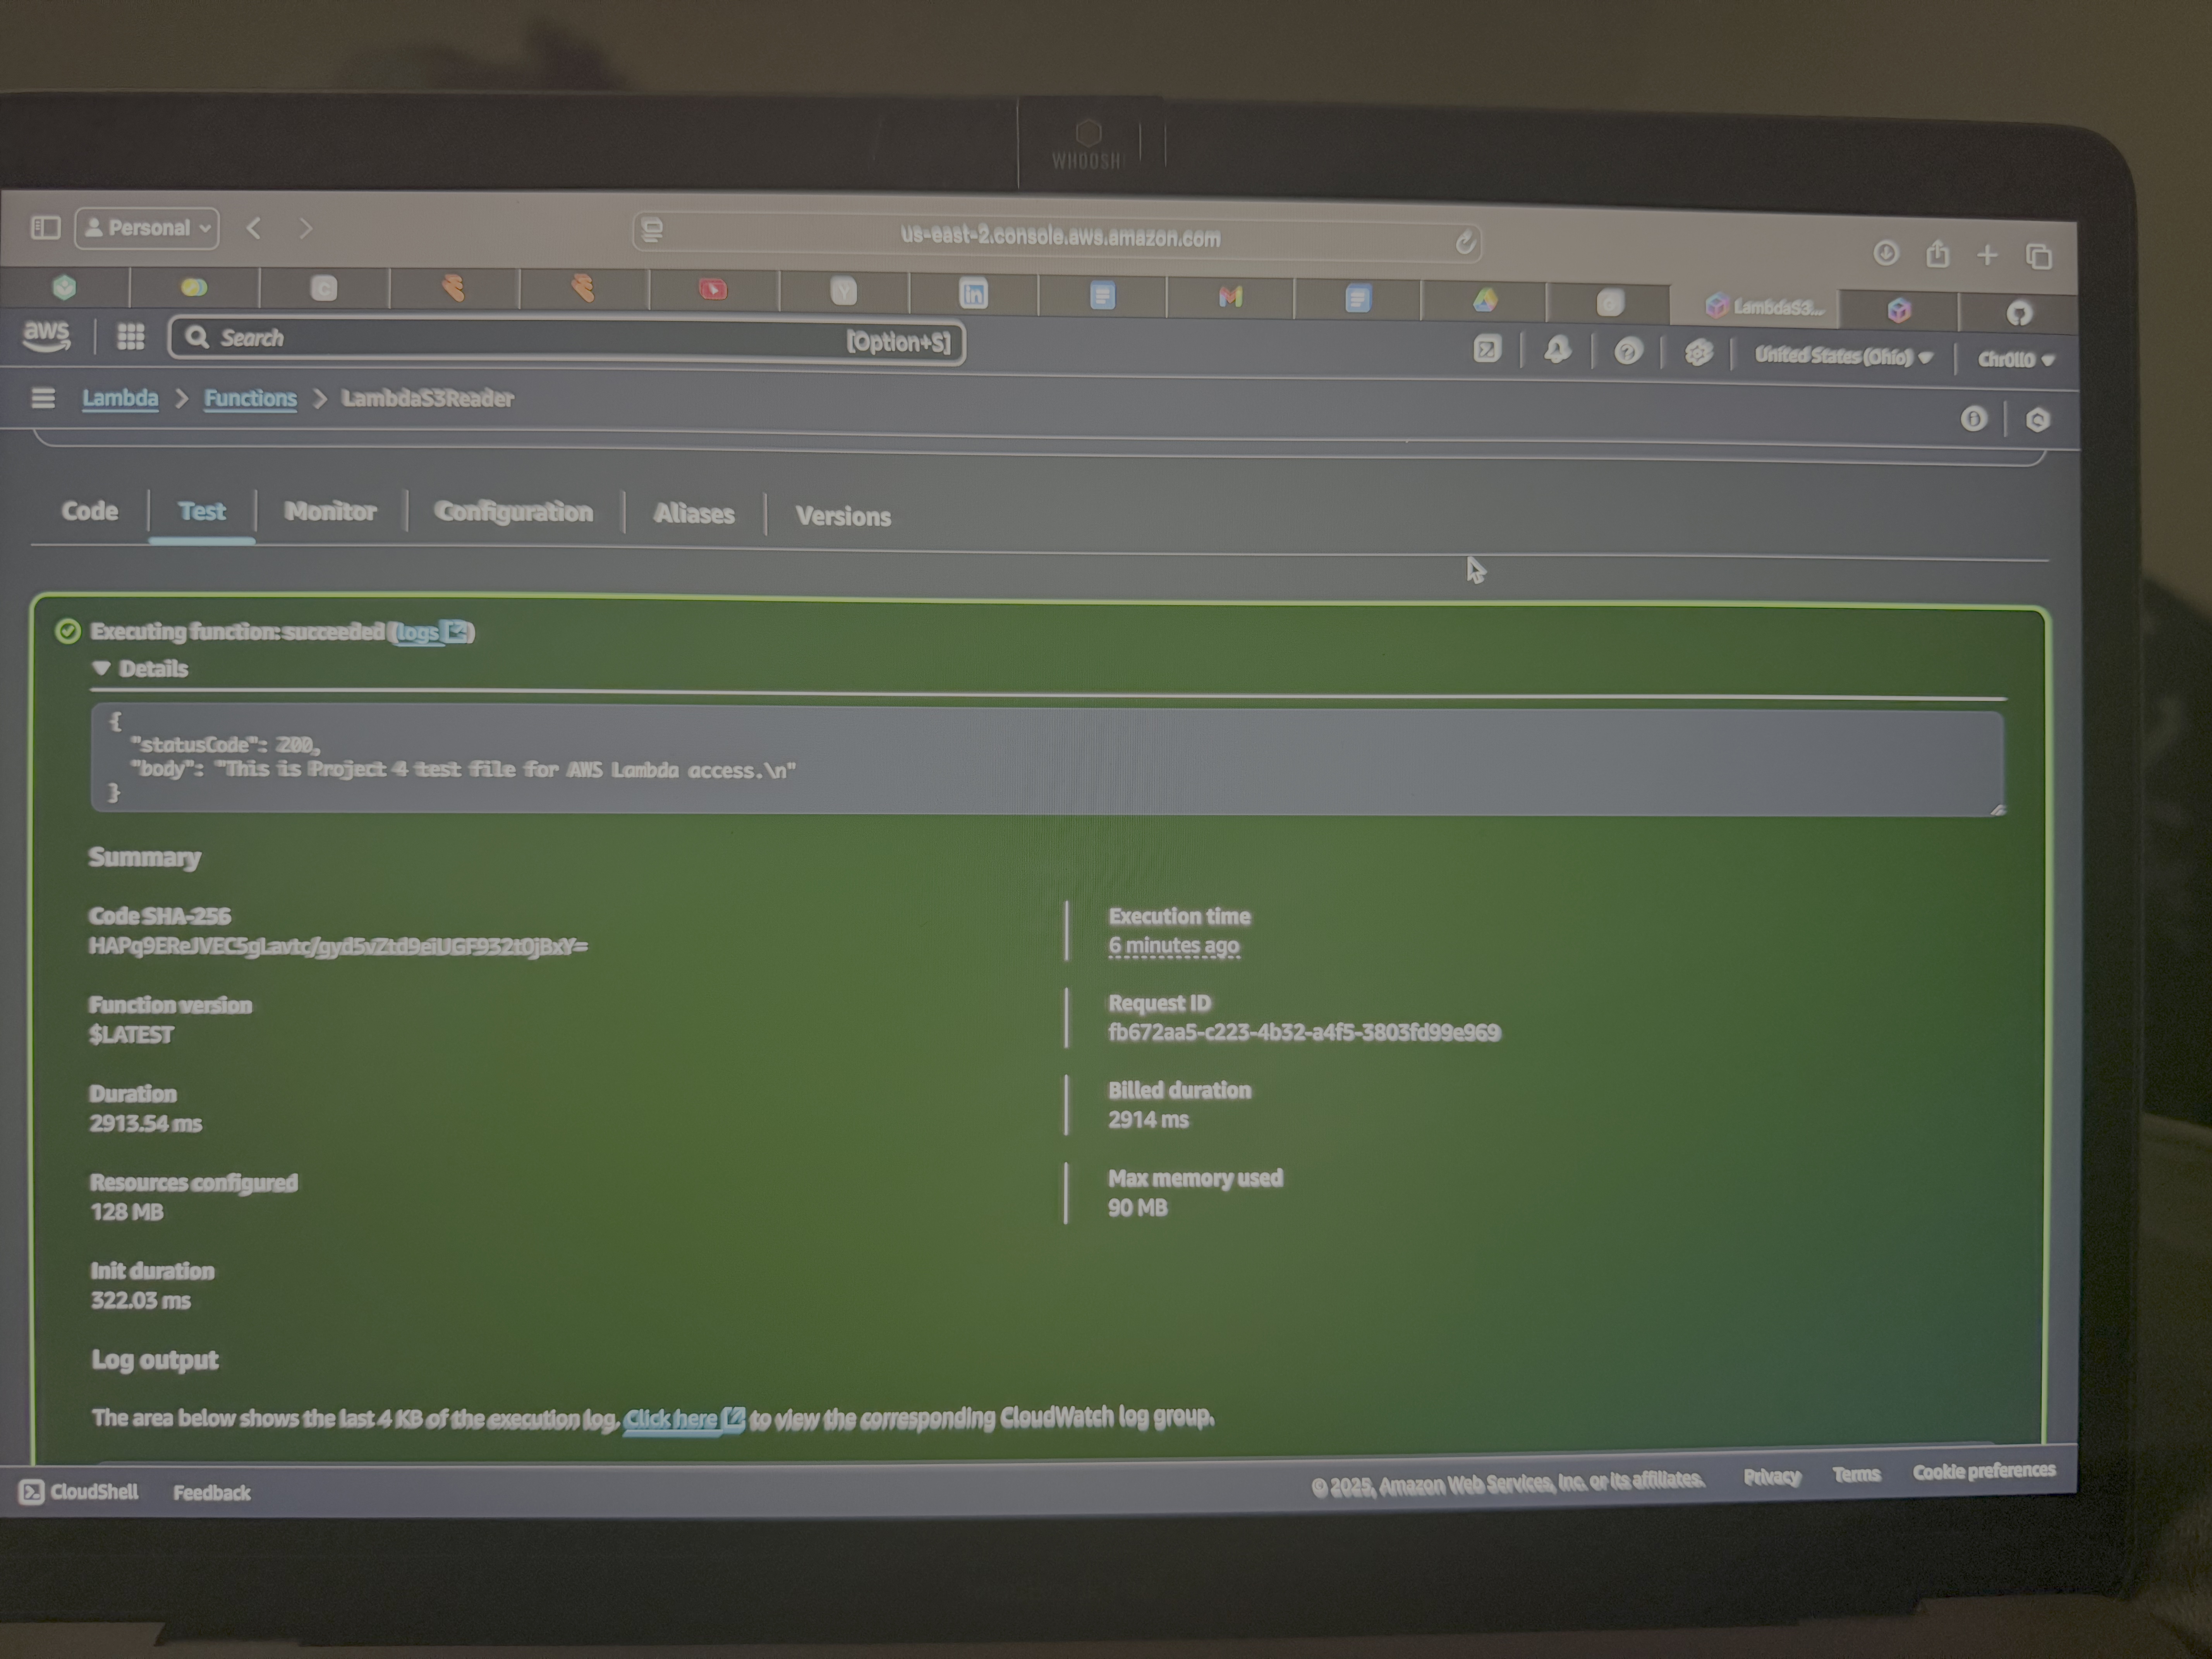 WHOOSH
Personal
us-east-2.console.aws.amazon.com
LambdaS3...
aws
Search
[Option+S]
United States (Ohio)
Chr0ll0
Lambda
Functions
LambdaS3Reader
Code
Test
Monitor
Configuration
Aliases
Versions
Executing function: succeeded (logs)
Details
{
"statusCode": 200,
"body": "This is Project 4 test file for AWS Lambda access.\n"
}
Summary
Code SHA-256
Execution time
6 minutes ago
Function version
$LATEST
Request ID
fb672aa5-c223-4b32-a4f5-3803fd99e969
Duration
2913.54 ms
Billed duration
2914 ms
Resources configured
128 MB
Max memory used
90 MB
Init duration
322.03 ms
Log output
The area below shows the last 4 KB of the execution log. Click here to view the corresponding CloudWatch log group.
CloudShell
Feedback
© 2025, Amazon Web Services, Inc. or its affiliates.
Privacy
Terms
Cookie preferences